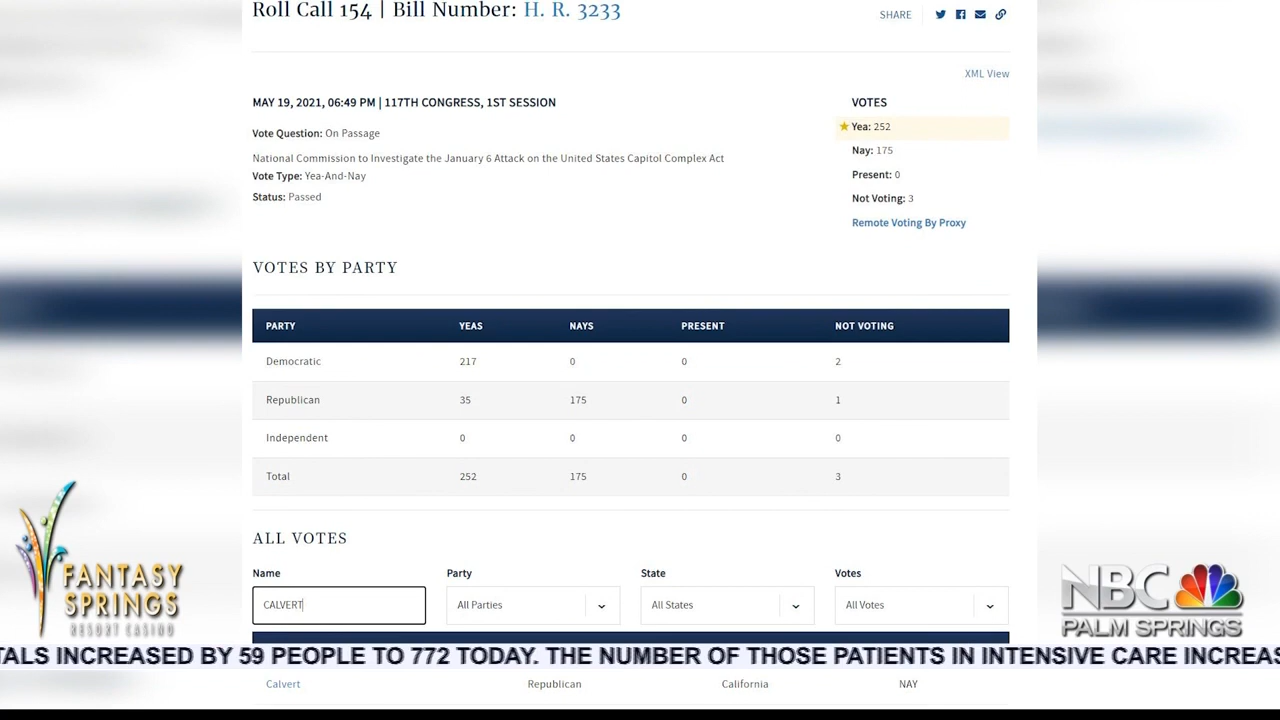 Roll Call 154 | Bill Number: H. R. 3233
SHARE
XML View
MAY 19, 2021, 06:49 PM | 117TH CONGRESS, 1ST SESSION
VOTES
Vote Question: On Passage
Yea: 252
Nay: 175
National Commission to Investigate the January 6 Attack on the United States Capitol Complex Act
Vote Type: Yea-And-Nay
Present: 0
Status: Passed
Not Voting: 3
Remote Voting By Proxy
VOTES BY PARTY
PARTY YEAS NAYS PRESENT NOT VOTING
Democratic 217 0 0 2
Republican 35 175 0 1
Independent 0 0 0 0
Total 252 175 0 3
ALL VOTES
Name Party State Votes
CALVERT All Parties All States All Votes
FANTASY
SPRINGS
RESORT CASINO
NBC
PALM SPRINGS
TALS INCREASED BY 59 PEOPLE TO 772 TODAY. THE NUMBER OF THOSE PATIENTS IN INTENSIVE CARE INCREAS
Calvert Republican California NAY